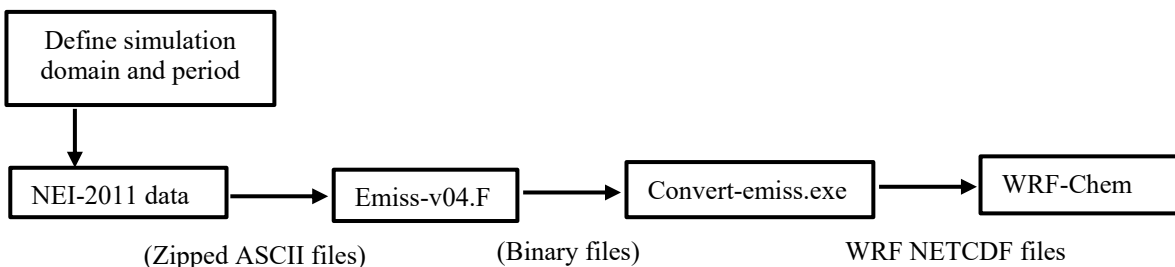 Define simulation
domain and period
NEI-2011 data
Emiss-v04.F
Convert-emiss.exe
WRF-Chem
(Zipped ASCII files)
(Binary files)
WRF NETCDF files